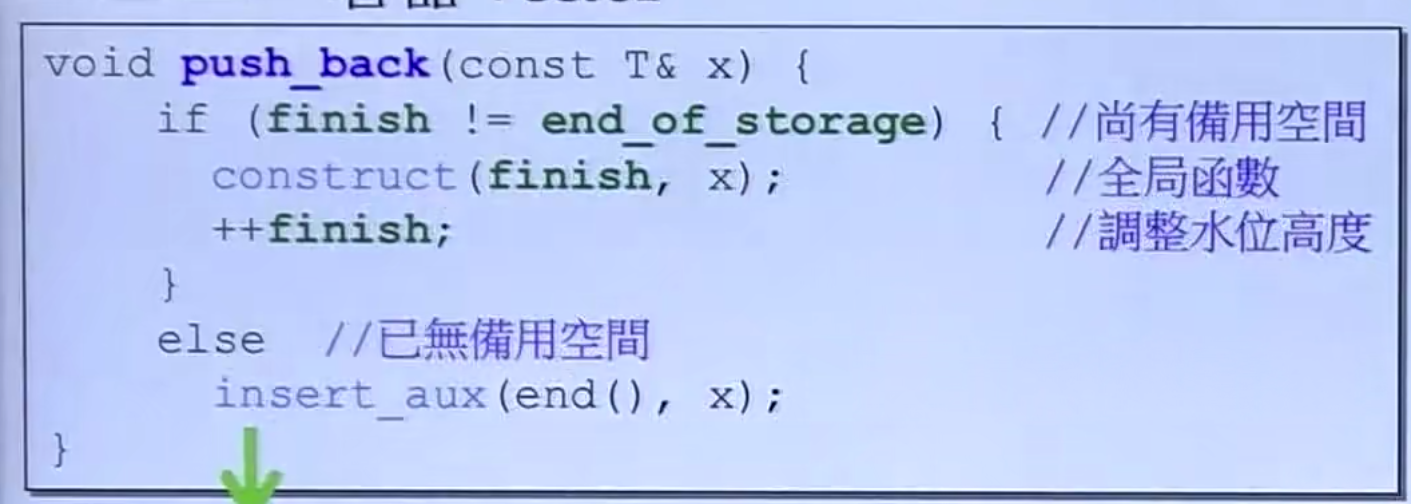 void push_back(const T& x) {
if (finish != end_of_storage) { //尚有備用空間
construct(finish, x); //全局函數
++finish; //調整水位高度
}
else //已無備用空間
insert_aux(end(), x);
}